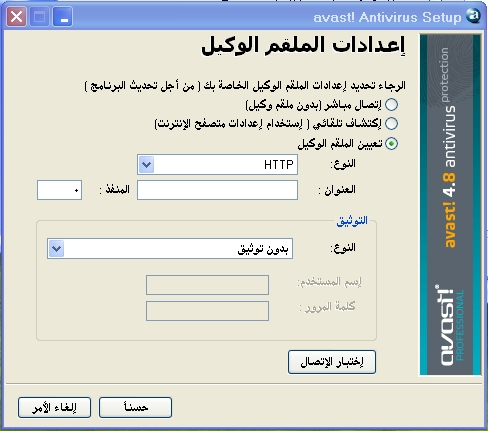 avast! Antivirus Setup
إعدادات الملقم الوكيل
الرجاء تحديد إعدادات الملقم الوكيل الخاصة بك ( من أجل تحديث البرنامج )
إتصال مباشر (بدون ملقم وكيل)
إكتشاف تلقائي ( إستخدام إعدادات متصفح الإنترنت)
تعيين الملقم الوكيل
النوع: HTTP
العنوان : المنفذ : ٠
التوثيق
النوع: بدون توثيق
إسم المستخدم:
كلمة المرور :
إختبار الإتصال
حسناً إلغاء الأمر
avast! 4.8 antivirus protection
avast!
PROFESSIONAL